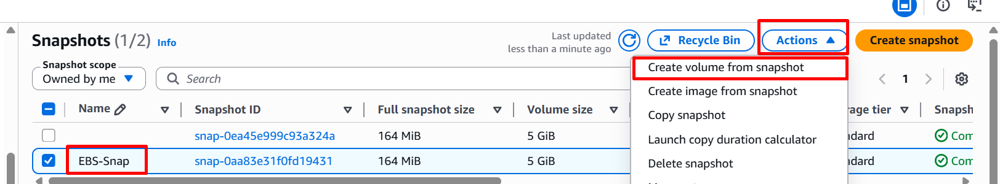 Snapshots (1/2) Info
Last updated
less than a minute ago
Recycle Bin
Actions
Create snapshot
Snapshot scope
Owned by me
Search
1
Create volume from snapshot
Create image from snapshot
Copy snapshot
Launch copy duration calculator
Delete snapshot
Name Snapshot ID Full snapshot size Volume size rage tier Snapsh
snap-0ea45e999c93a324a 164 MiB 5 GiB ndard Com
EBS-Snap snap-0aa83e31f0fd19431 164 MiB 5 GiB ndard Com